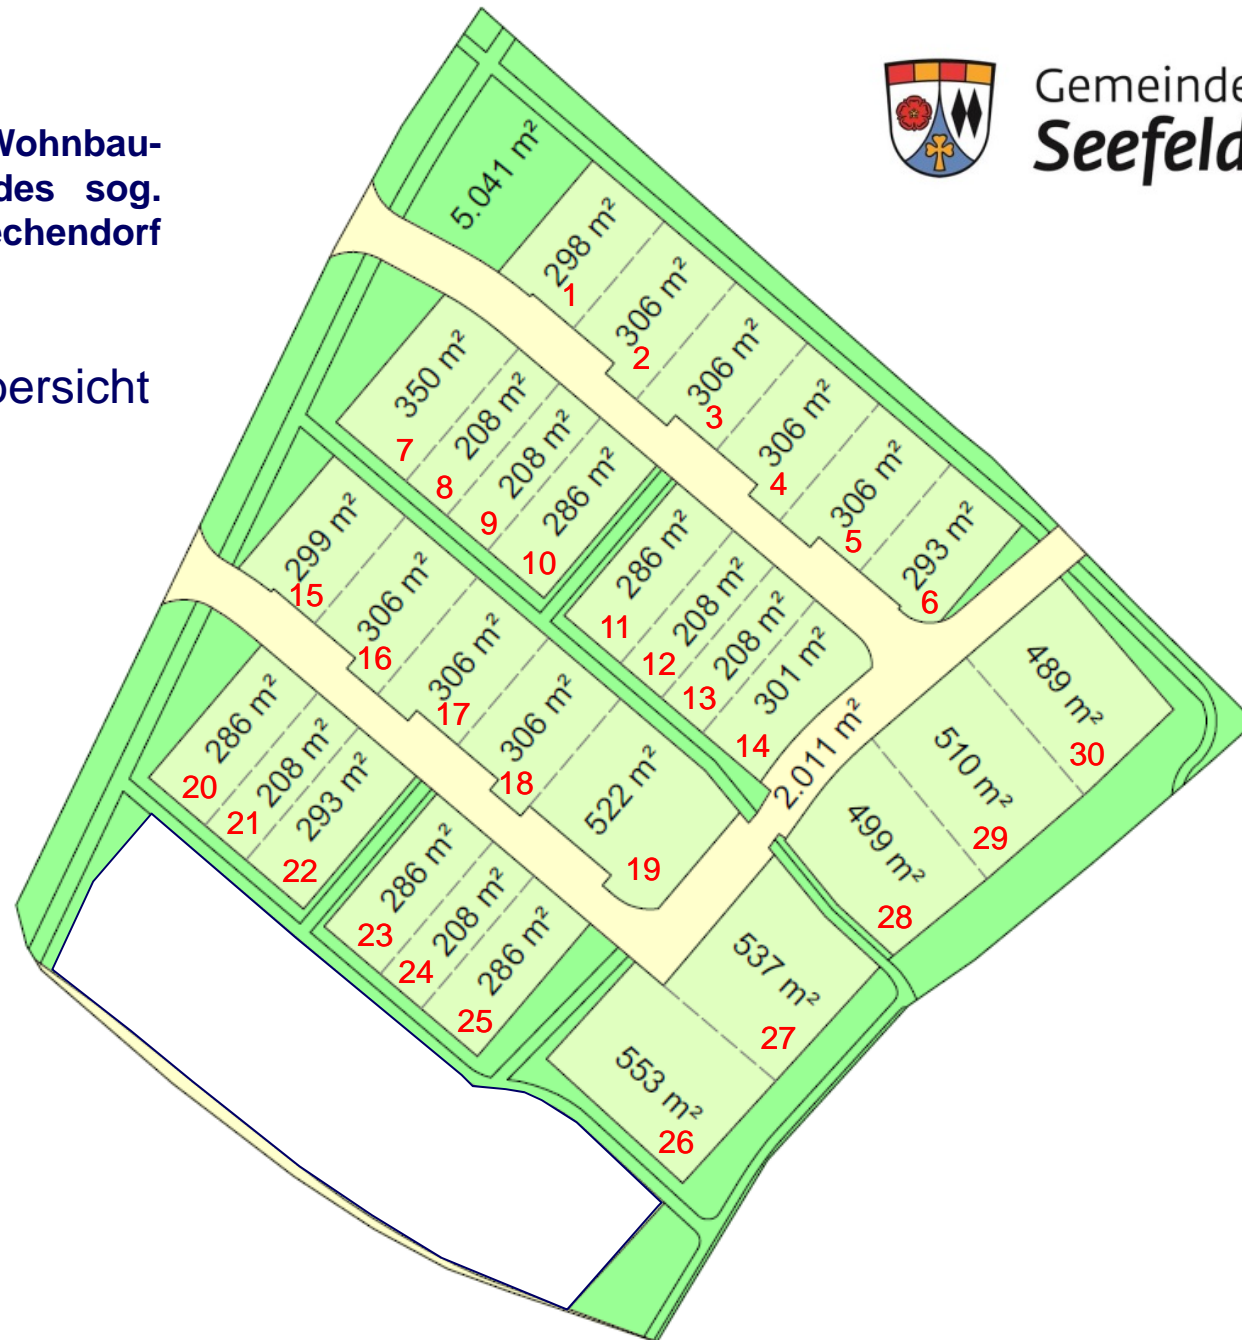 Wohnbau-
des sog.
echendorf
bersicht
Gemeinde
Seefeld
5.041 m²
298 m²
1
306 m²
2
306 m²
3
306 m²
4
306 m²
5
293 m²
6
350 m²
7
208 m²
8
208 m²
9
286 m²
10
286 m²
11
208 m²
12
208 m²
13
301 m²
14
299 m²
15
306 m²
16
306 m²
17
306 m²
18
522 m²
19
286 m²
20
208 m²
21
293 m²
22
286 m²
23
208 m²
24
286 m²
25
553 m²
26
537 m²
27
499 m²
28
510 m²
29
489 m²
30
2.011 m²